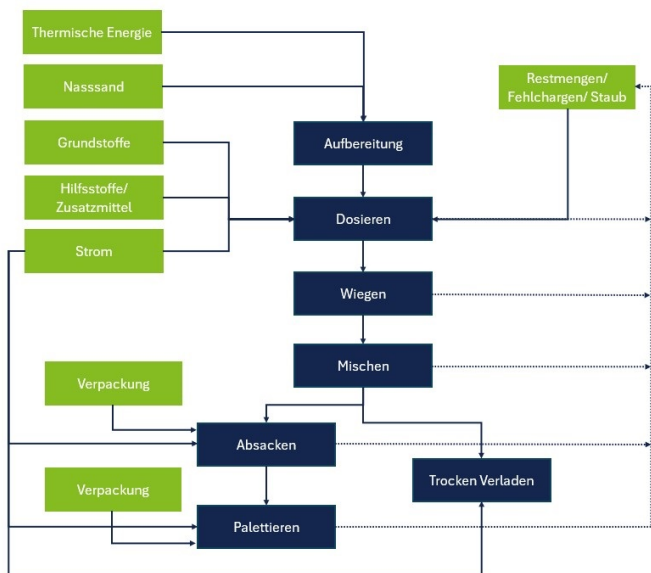 Thermische Energie
Nasssand
Restmengen/
Fehlchargen/ Staub
Grundstoffe
Aufbereitung
Hilfsstoffe/
Zusatzmittel
Dosieren
Strom
Wiegen
Mischen
Verpackung
Absacken
Trocken Verladen
Verpackung
Palettieren